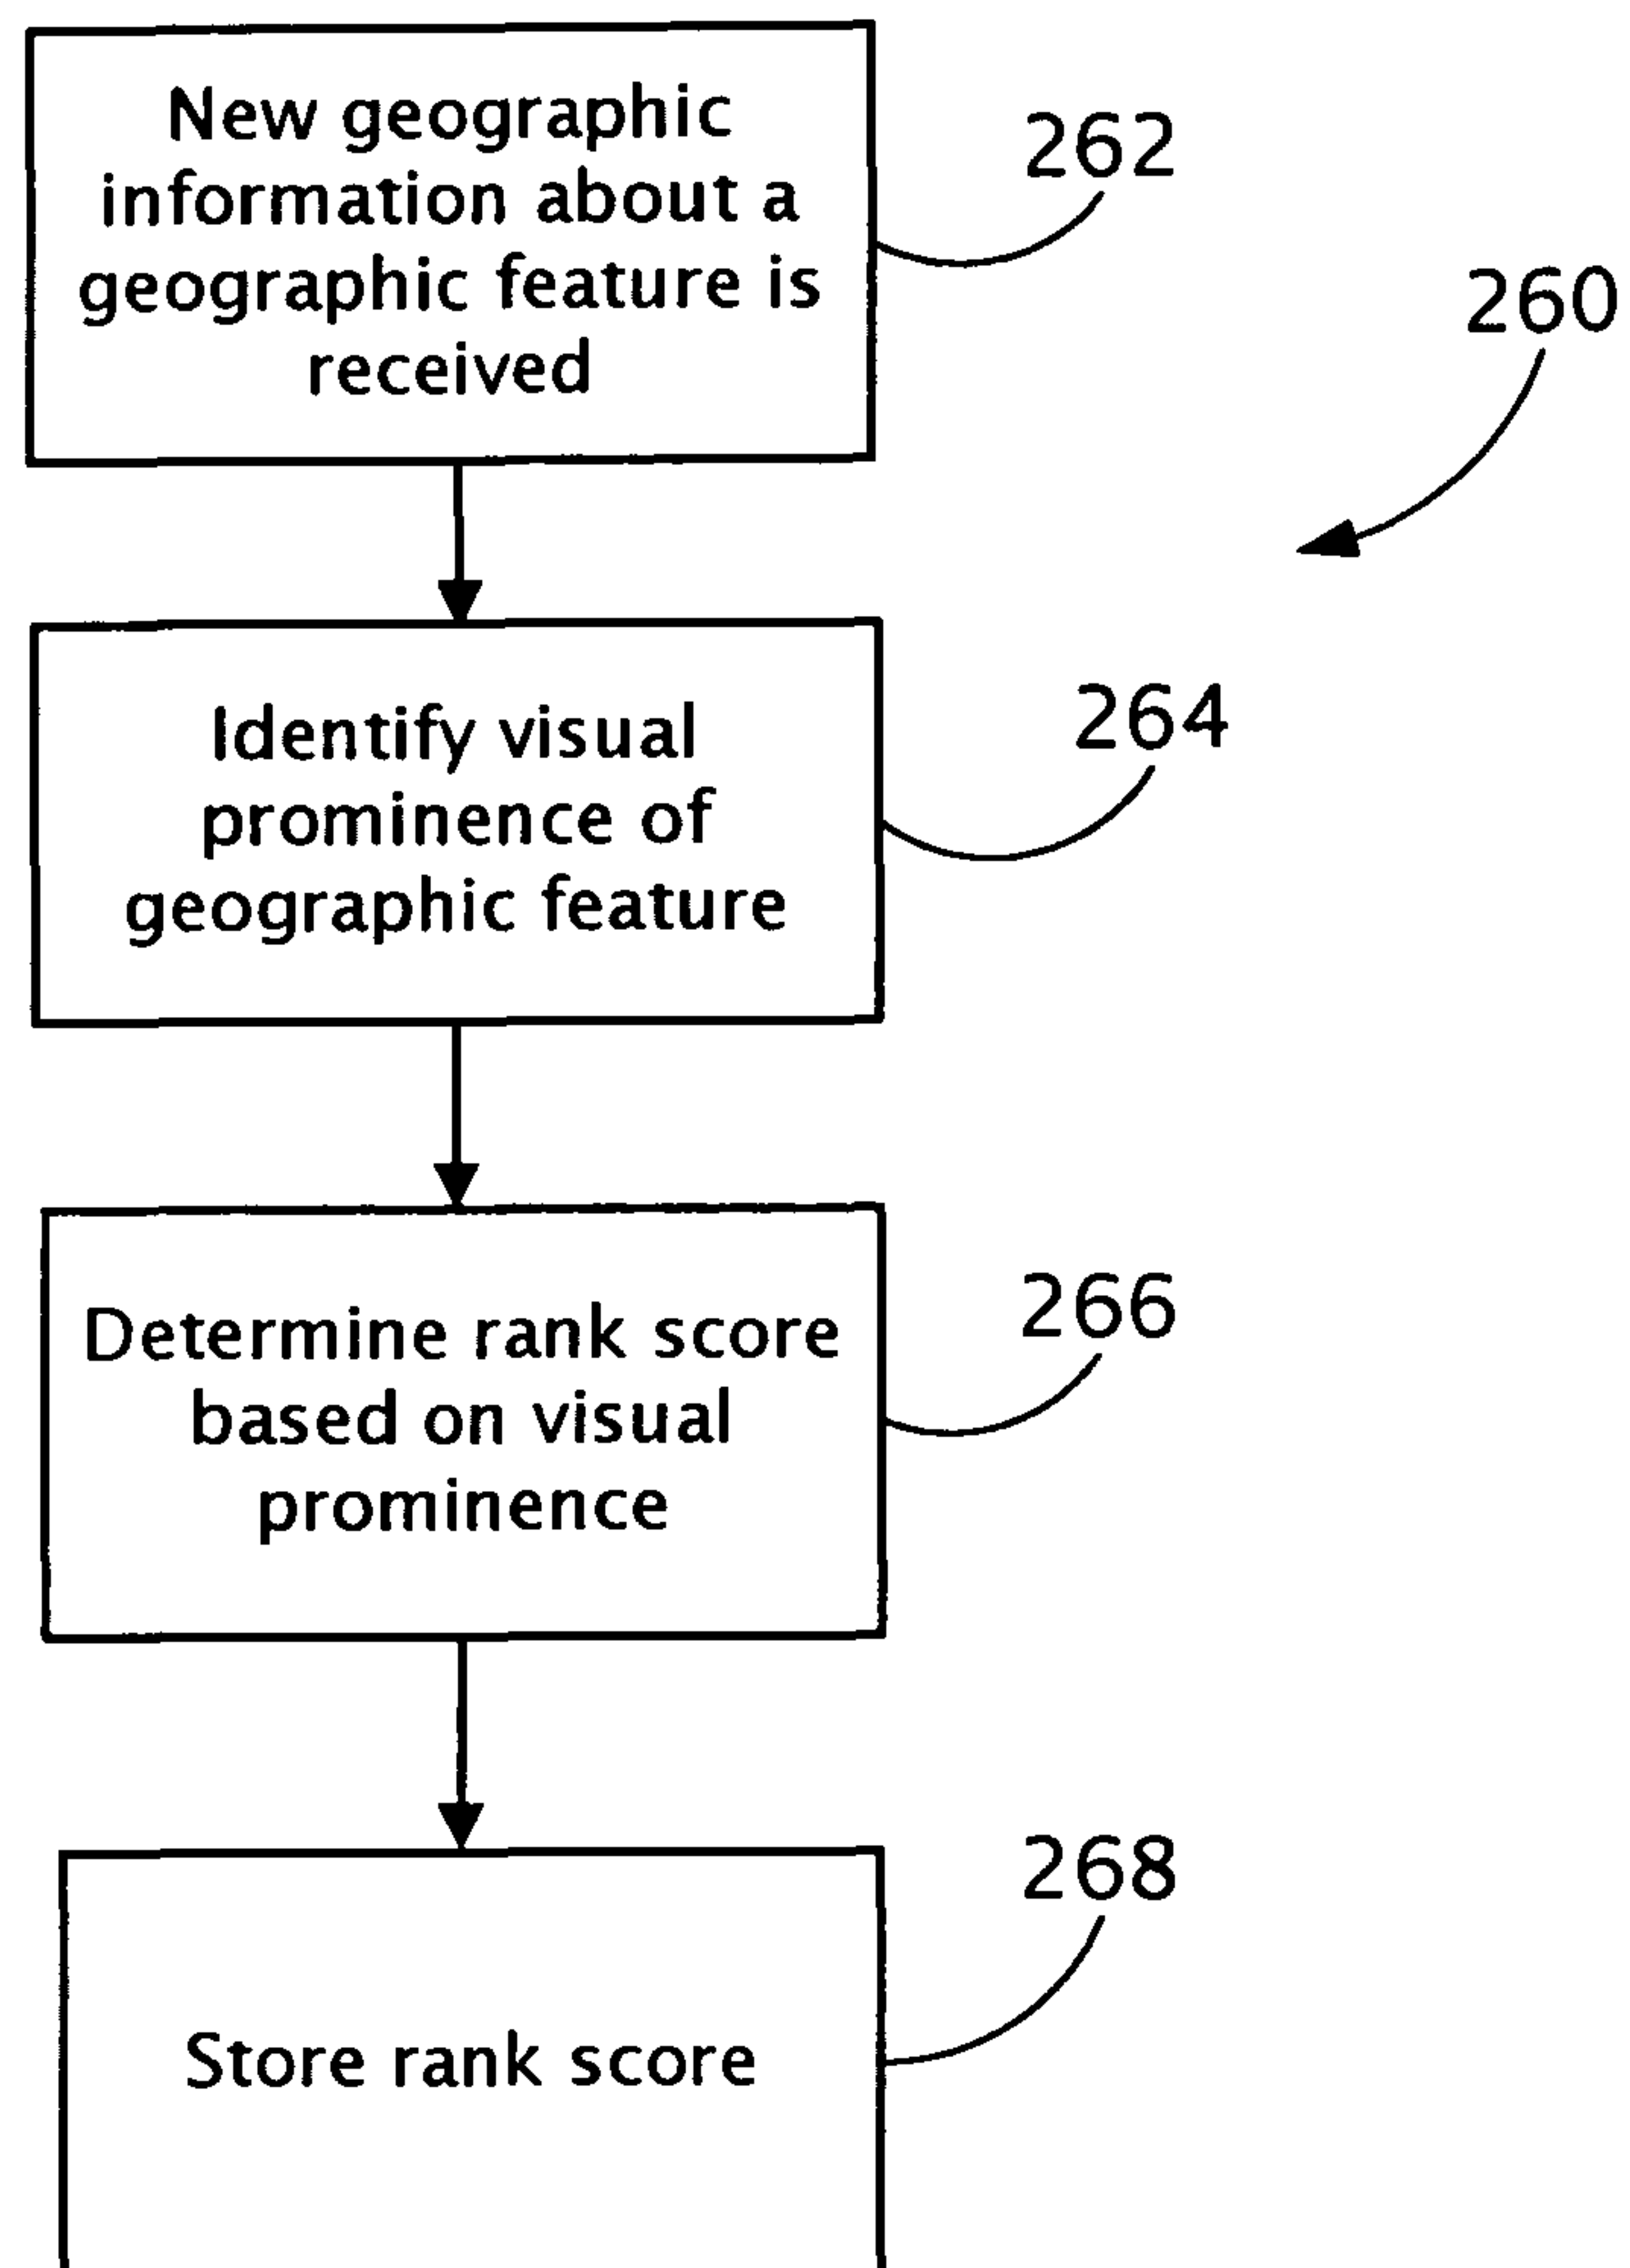 New geographic
information about a
geographic feature is
received
262
260
Identify visual
prominence of
geographic feature
264
Determine rank score
based on visual
prominence
266
268
Store rank score